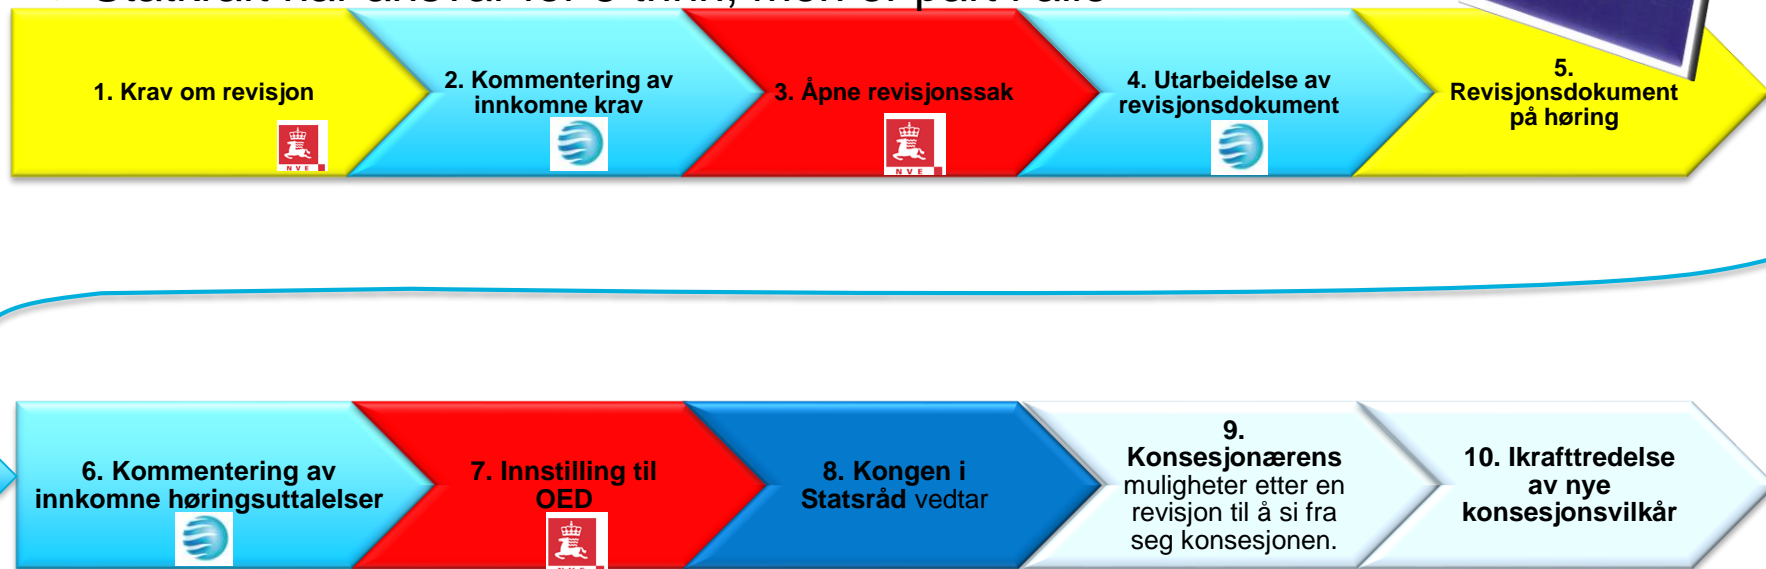 1. Krav om revisjon
NVE
2. Kommentering av
innkomne krav
3. Åpne revisjonssak
NVE
4. Utarbeidelse av
revisjonsdokument
5.
Revisjonsdokument
på høring
6. Kommentering av
innkomne høringsuttalelser
7. Innstilling til
OED
8. Kongen i
Statsråd vedtar
9.
Konsesjonærens
muligheter etter en
revisjon til å si fra
seg konsesjonen.
10. Ikrafttredelse
av nye
konsesjonsvilkår